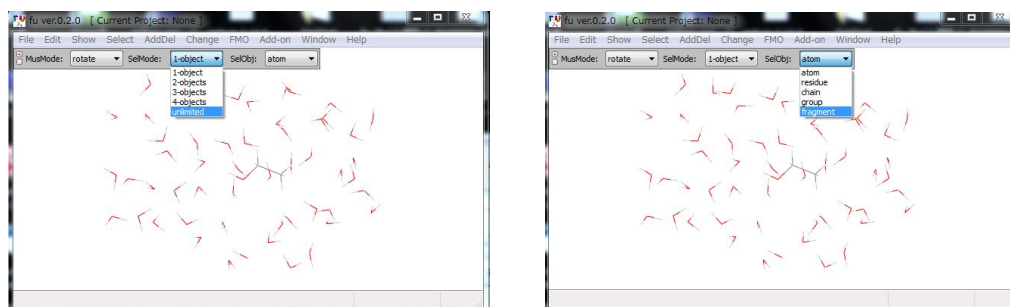 fu ver.0.2.0 [ Current Project: None ]
File Edit Show Select AddDel Change FMO Add-on Window Help
MusMode: rotate SelMode: 1-object SelObj: atom
1-object
2-objects
3-objects
4-objects
unlimited
fu ver.0.2.0 [ Current Project: None ]
File Edit Show Select AddDel Change FMO Add-on Window Help
MusMode: rotate SelMode: 1-object SelObj: atom
atom
residue
chain
group
fragment